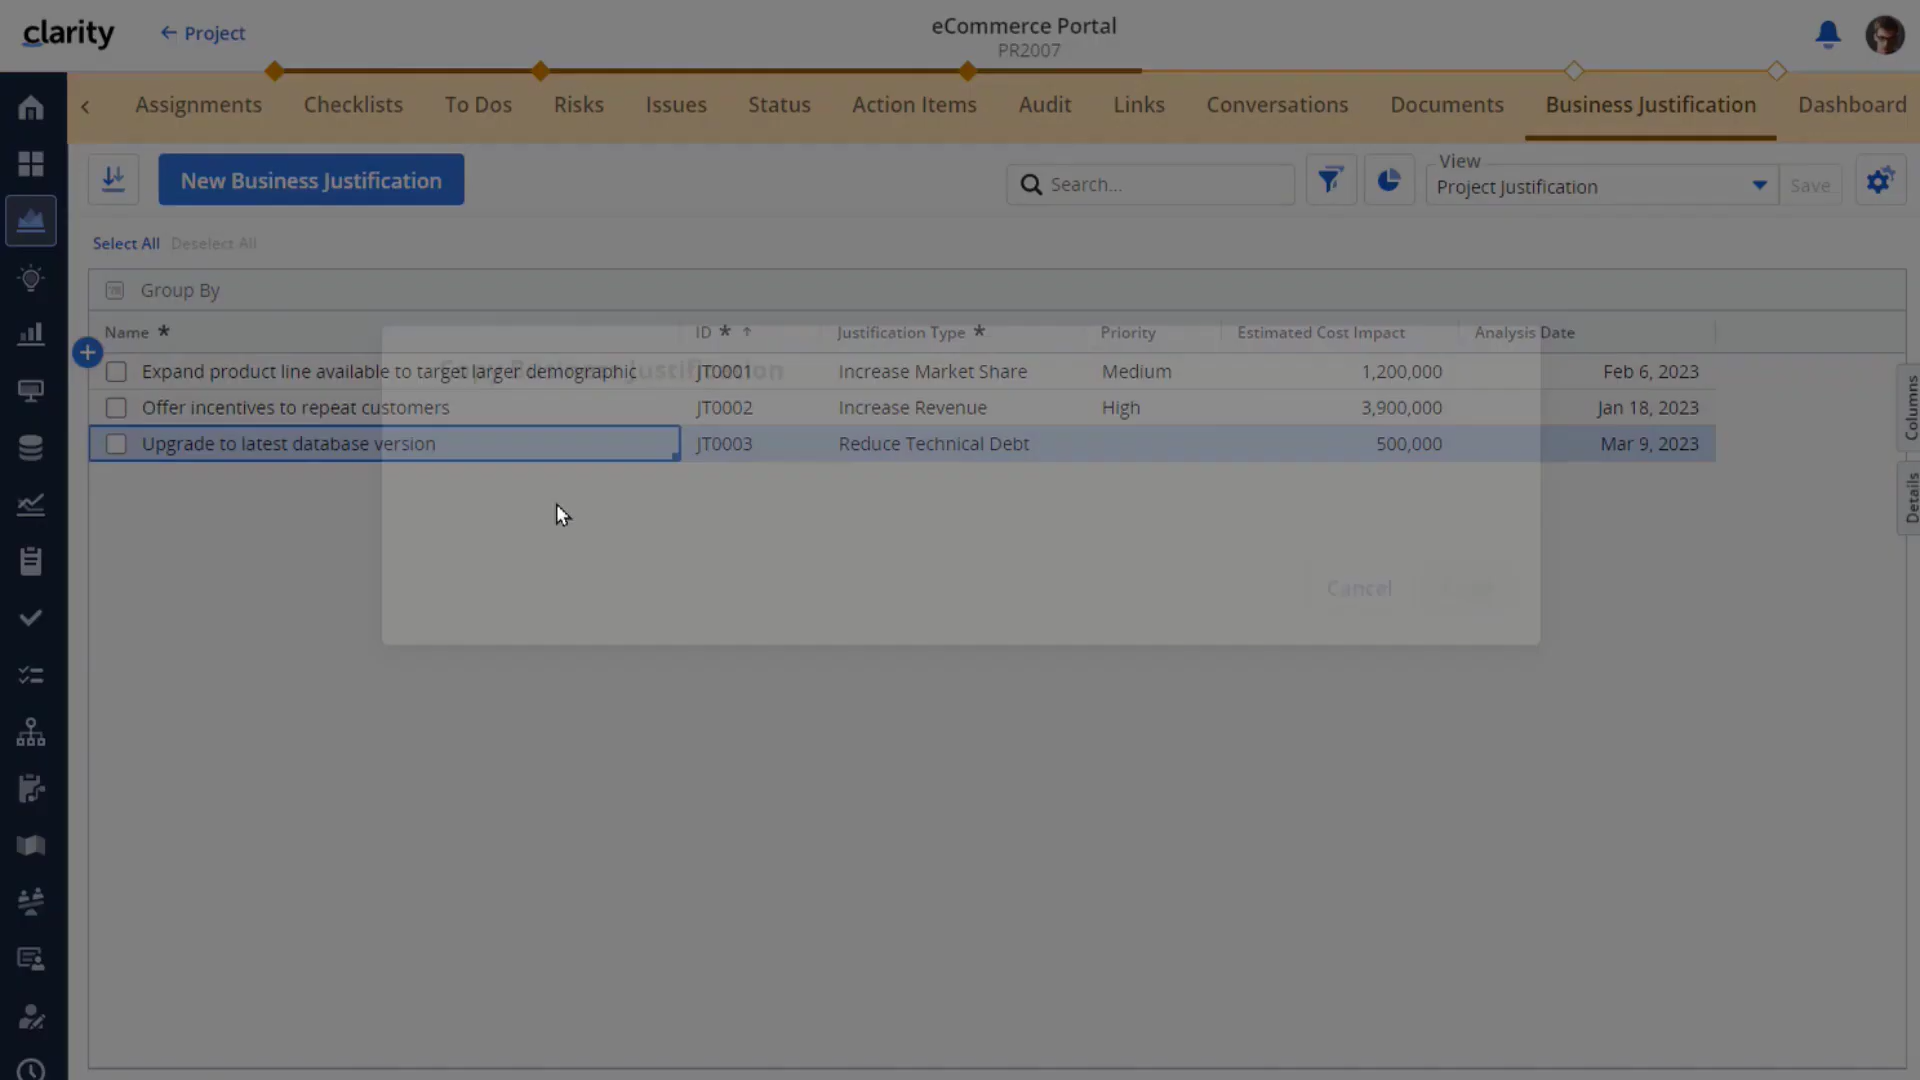 clarity
Project
eCommerce Portal
PR2007
Assignments Checklists To Dos Risks Issues Status Action Items Audit Links Conversations Documents Business Justification Dashboard
New Business Justification
Search...
View
Project Justification
Save
Select All Deselect All
Group By
Name * ID * Justification Type * Priority Estimated Cost Impact Analysis Date
Expand product line available to target larger demographic JT0001 Increase Market Share Medium 1,200,000 Feb 6, 2023
Offer incentives to repeat customers JT0002 Increase Revenue High 3,900,000 Jan 18, 2023
Upgrade to latest database version JT0003 Reduce Technical Debt 500,000 Mar 9, 2023
Cancel
Columns
Details